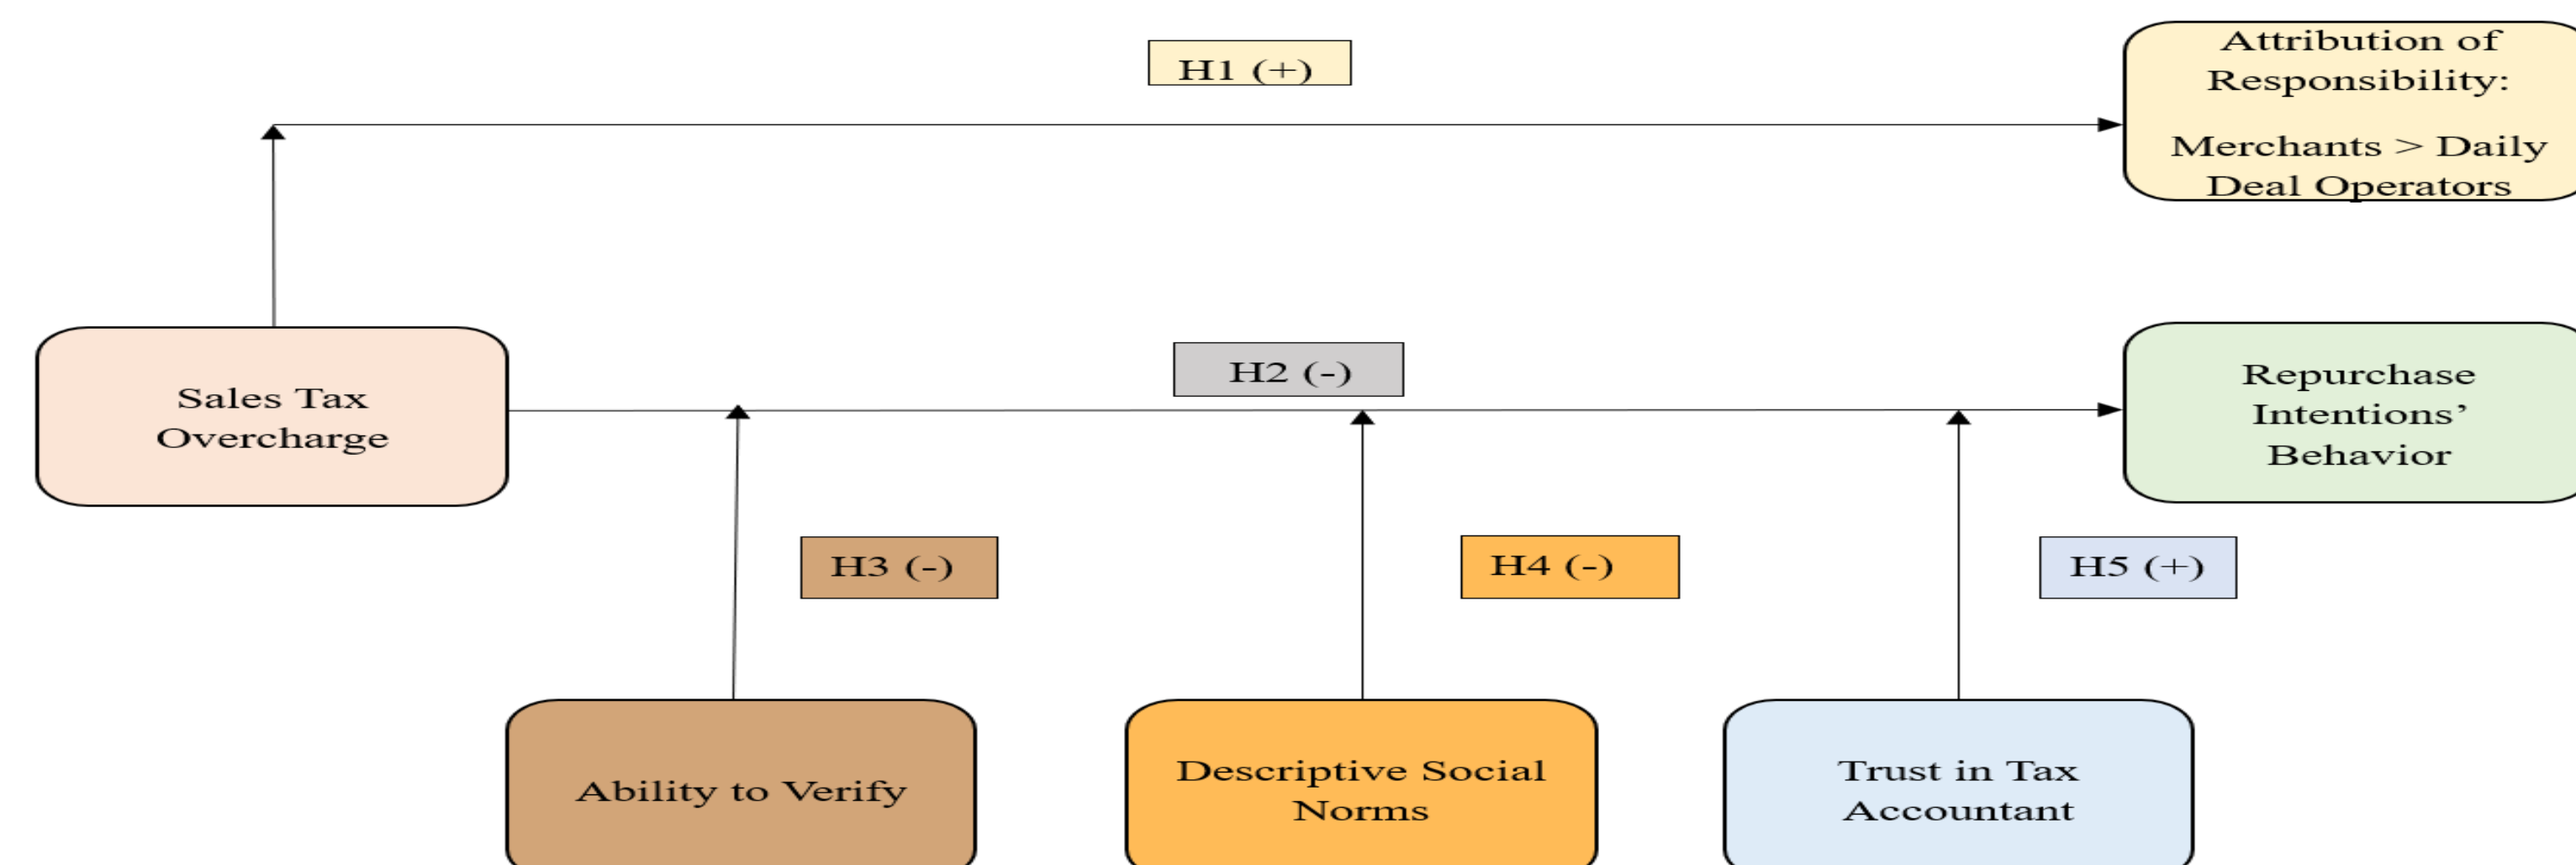 H1 (+)
Attribution of
Responsibility:
Merchants > Daily
Deal Operators
Sales Tax
Overcharge
H2 (-)
Repurchase
Intentions’
Behavior
H3 (-)
H4 (-)
H5 (+)
Ability to Verify
Descriptive Social
Norms
Trust in Tax
Accountant